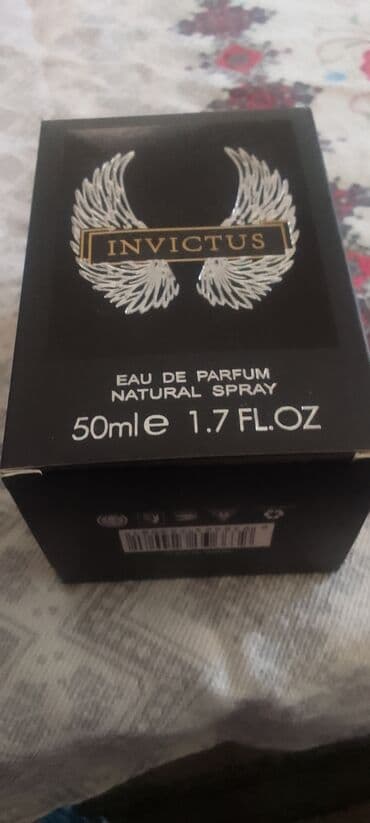 INVICTUS
EAU DE PARFUM
NATURAL SPRAY
50ml e 1.7 FL.OZ